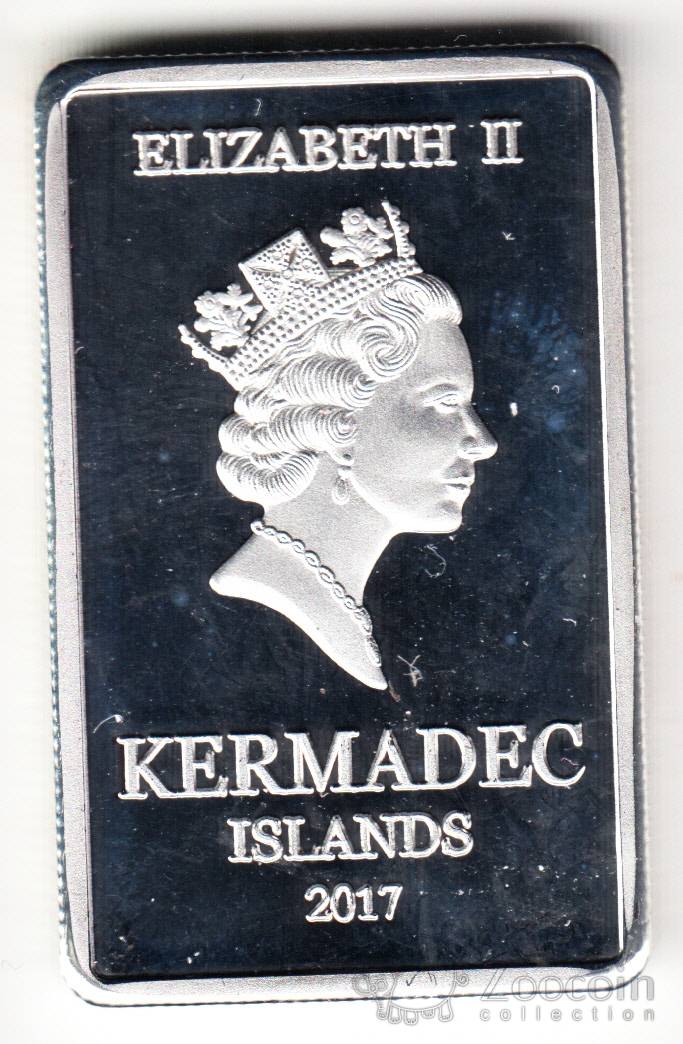 ELIZABETH II
KERMADEC
ISLANDS
2017
Zoocoin
collection